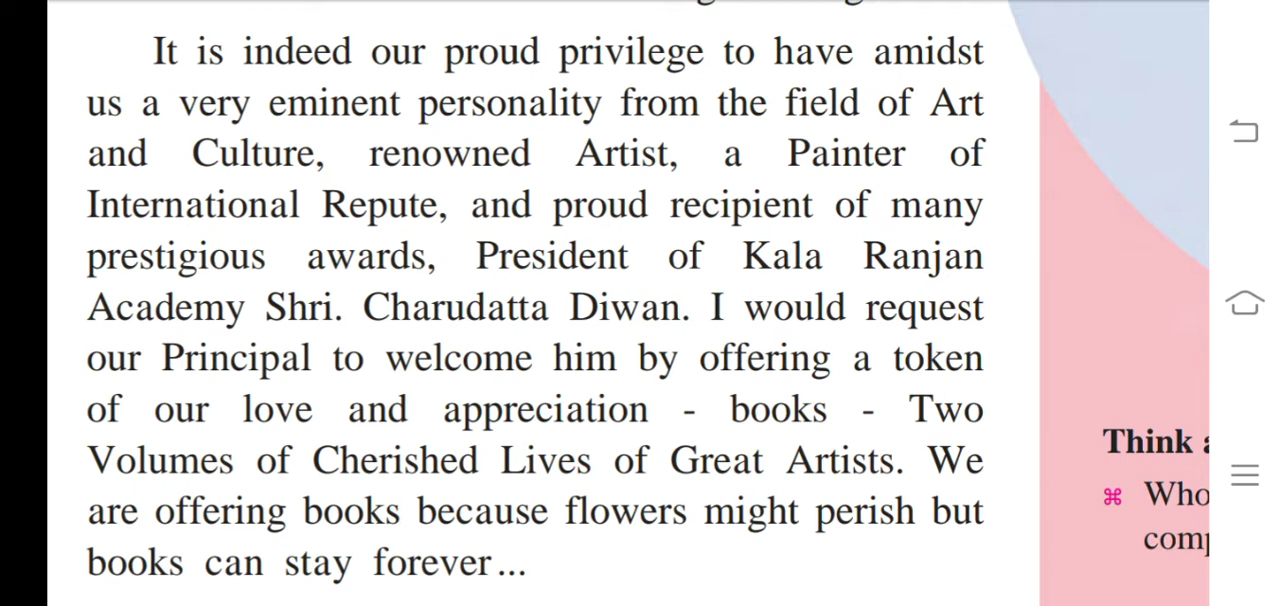 It is indeed our proud privilege to have amidst
us a very eminent personality from the field of Art
and Culture, renowned Artist, a Painter of
International Repute, and proud recipient of many
prestigious awards, President of Kala Ranjan
Academy Shri. Charudatta Diwan. I would request
our Principal to welcome him by offering a token
of our love and appreciation - books - Two
Volumes of Cherished Lives of Great Artists. We
are offering books because flowers might perish but
books can stay forever...
Think
Who